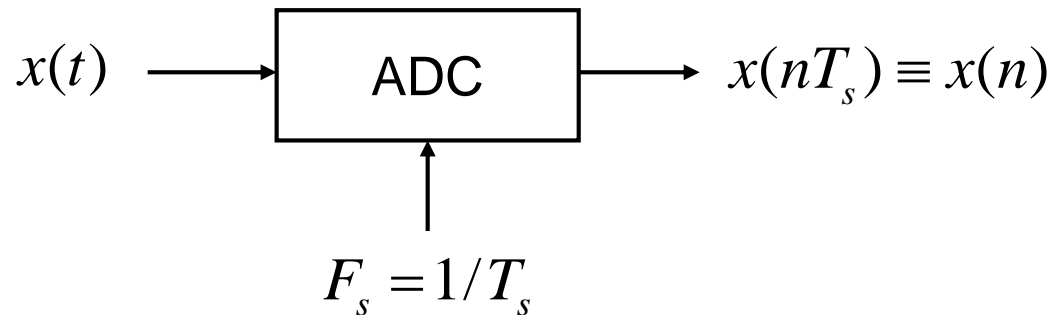 x(t) ADC x(nT_s) ≡ x(n)
F_s = 1/T_s